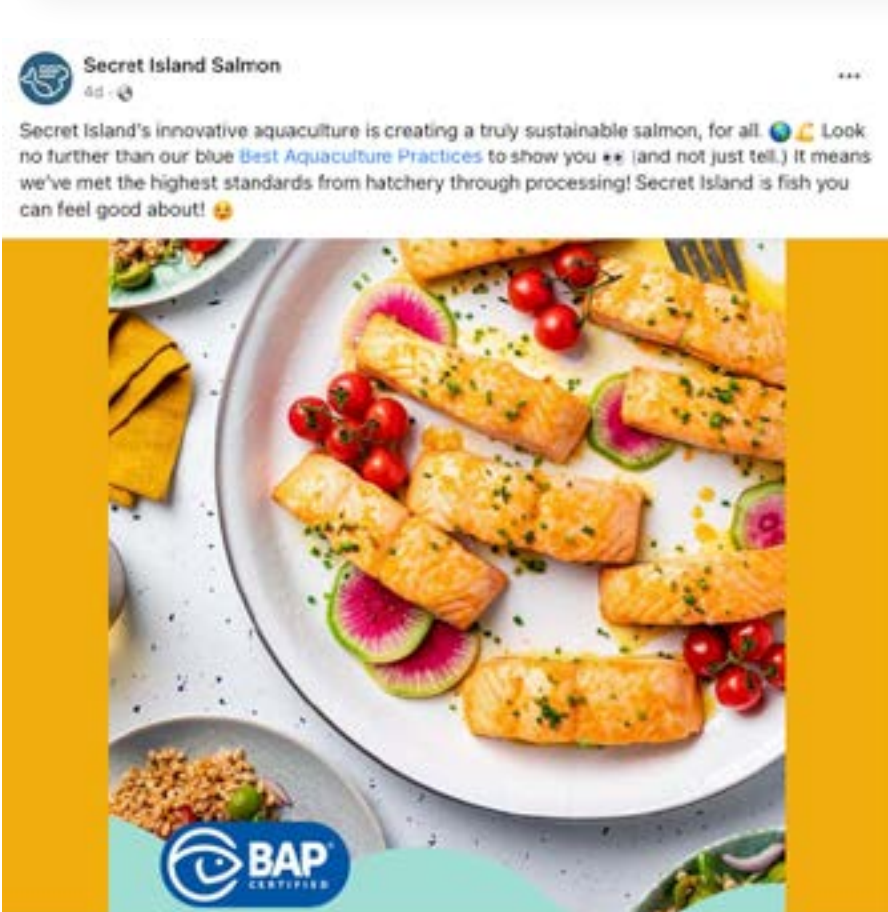 Secret Island Salmon
4d ·
Secret Island's innovative aquaculture is creating a truly sustainable salmon, for all. 🌎 💪 Look
no further than our blue Best Aquaculture Practices to show you 👀 (and not just tell.) It means
we've met the highest standards from hatchery through processing! Secret Island is fish you
can feel good about! 🥰
BAP
CERTIFIED